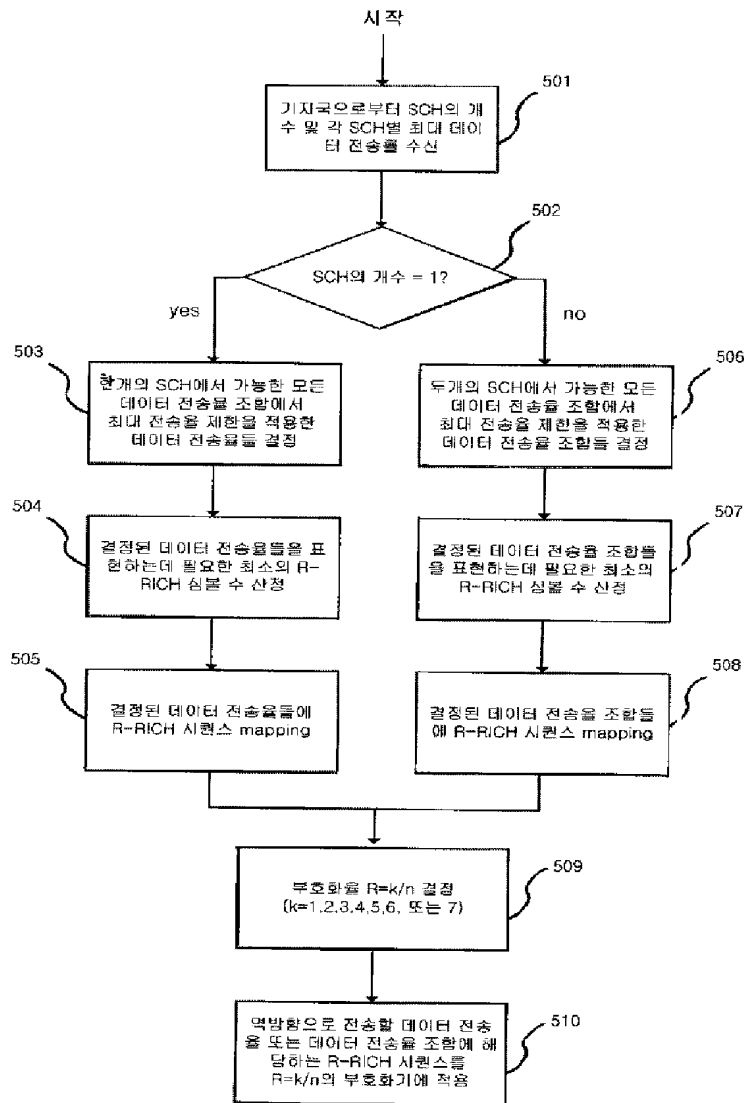 시작
501
기지국으로부터 SCH의 개
수 및 각 SCH별 최대 데이
터 전송률 수신
502
SCH의 개수 = 1?
yes
no
503
한개의 SCH에서 가능한 모든
데이터 전송율 조합에서
최대 전송율 제한을 적용한
데이터 전송율들 결정
506
두개의 SCH에서 가능한 모든
데이터 전송율 조합에서
최대 전송율 제한을 적용한
데이터 전송율 조합들 결정
504
결정된 데이터 전송율들을 표
현하는데 필요한 최소의 R-
RICH 심볼 수 산정
507
결정된 데이터 전송율 조합들
을 표현하는데 필요한 최소의
R-RICH 심볼 수 산정
505
결정된 데이터 전송율들에
R-RICH 시퀀스 mapping
508
결정된 데이터 전송율 조합들
에 R-RICH 시퀀스 mapping
509
부호화율 R=k/n 결정
(k=1,2,3,4,5,6, 또는 7)
510
역방향으로 전송할 데이터 전송
율 또는 데이터 전송율 조합에 해
당하는 R-RICH 시퀀스를
R=k/n의 부호화기에 적용